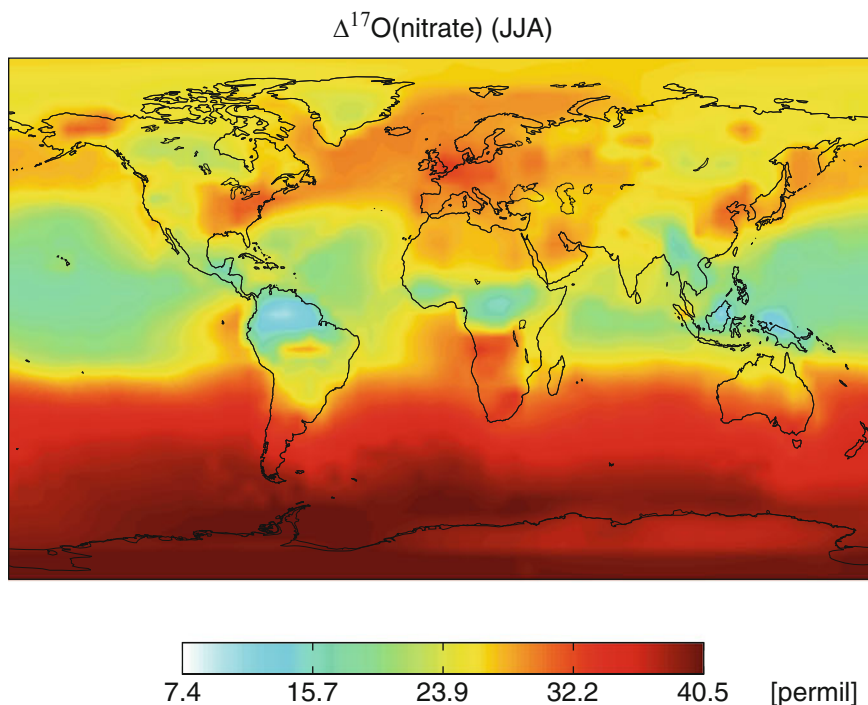 Δ¹⁷O(nitrate) (JJA)
7.4 15.7 23.9 32.2 40.5 [permil]